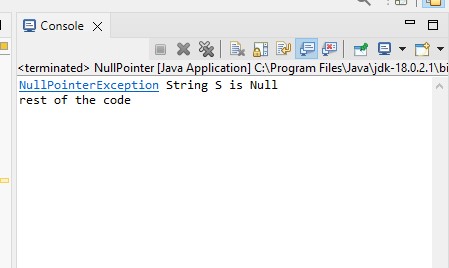 Console
<terminated> NullPointer [Java Application] C:\Program Files\Java\jdk-18.0.2.1\bi
NullPointerException String S is Null
rest of the code